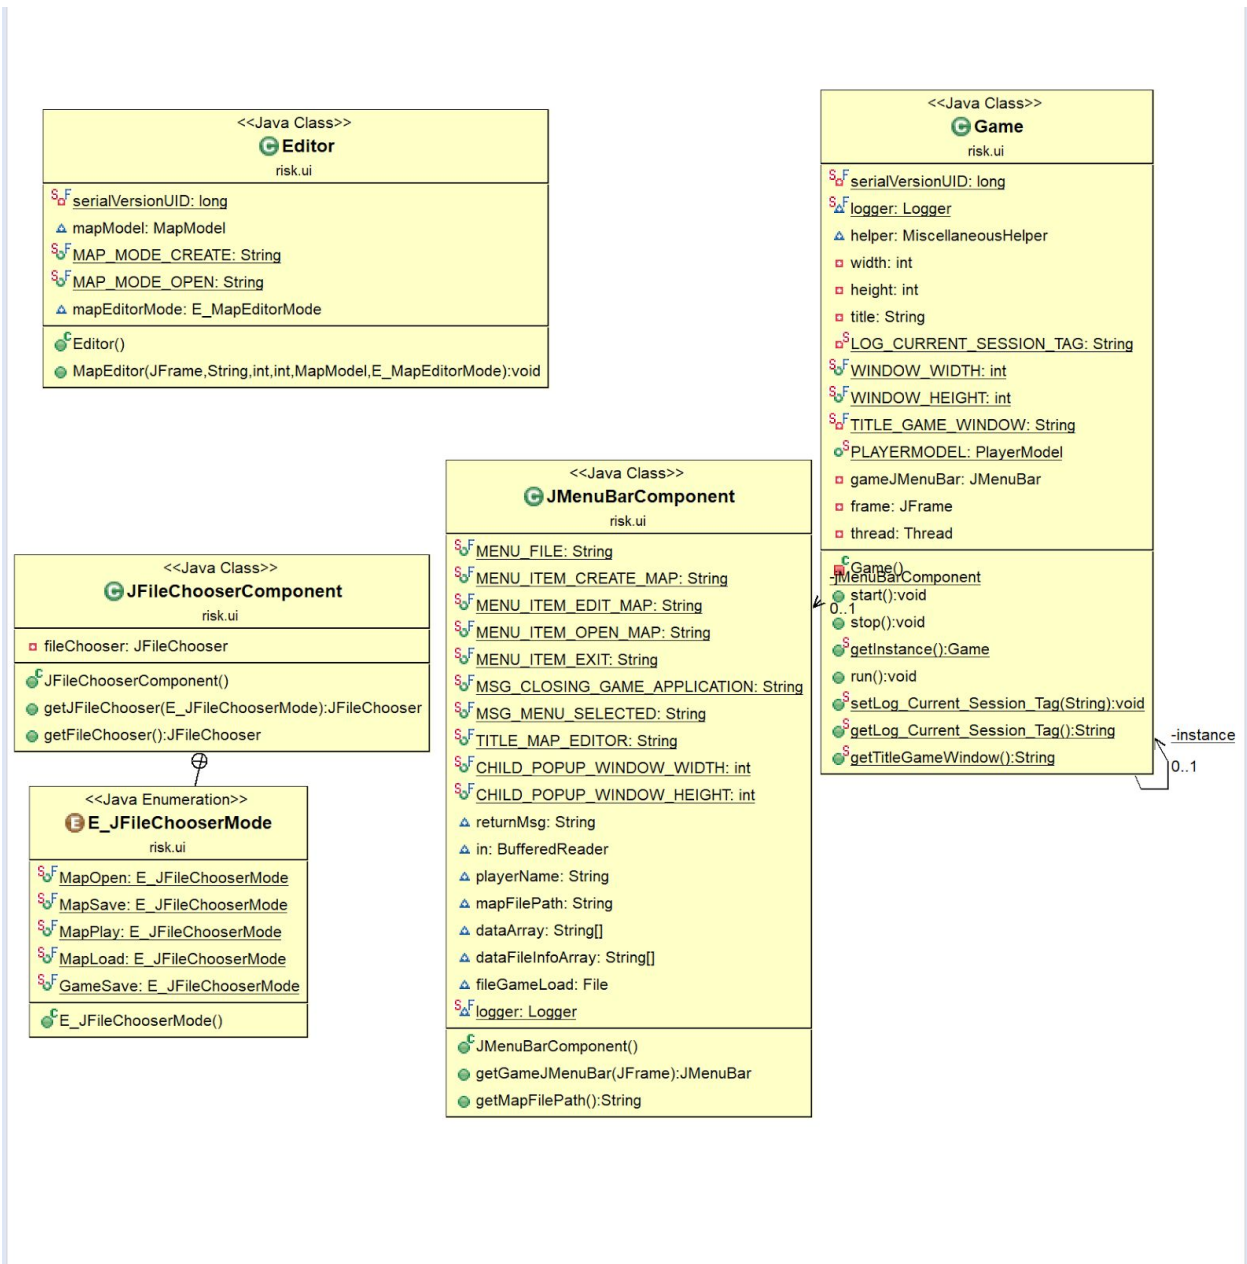 <<Java Class>>
Editor
risk.ui
serialVersionUID: long
mapModel: MapModel
MAP_MODE_CREATE: String
MAP_MODE_OPEN: String
mapEditorMode: E_MapEditorMode
Editor()
MapEditor(JFrame,String,int,int,MapModel,E_MapEditorMode):void
<<Java Class>>
Game
risk.ui
serialVersionUID: long
logger: Logger
helper: MiscellaneousHelper
width: int
height: int
title: String
LOG_CURRENT_SESSION_TAG: String
WINDOW_WIDTH: int
WINDOW_HEIGHT: int
TITLE_GAME_WINDOW: String
PLAYERMODEL: PlayerModel
gameJMenuBar: JMenuBar
frame: JFrame
thread: Thread
Game()
start():void
stop():void
getInstance():Game
run():void
setLog_Current_Session_Tag(String):void
getLog_Current_Session_Tag():String
getTitleGameWindow():String
-jMenuBarComponent
0..1
-instance
0..1
<<Java Class>>
JMenuBarComponent
risk.ui
MENU_FILE: String
MENU_ITEM_CREATE_MAP: String
MENU_ITEM_EDIT_MAP: String
MENU_ITEM_OPEN_MAP: String
MENU_ITEM_EXIT: String
MSG_CLOSING_GAME_APPLICATION: String
MSG_MENU_SELECTED: String
TITLE_MAP_EDITOR: String
CHILD_POPUP_WINDOW_WIDTH: int
CHILD_POPUP_WINDOW_HEIGHT: int
returnMsg: String
in: BufferedReader
playerName: String
mapFilePath: String
dataArray: String[]
dataFileInfoArray: String[]
fileGameLoad: File
logger: Logger
JMenuBarComponent()
getGameJMenuBar(JFrame):JMenuBar
getMapFilePath():String
<<Java Class>>
JFileChooserComponent
risk.ui
fileChooser: JFileChooser
JFileChooserComponent()
getJFileChooser(E_JFileChooserMode):JFileChooser
getFileChooser():JFileChooser
<<Java Enumeration>>
E_JFileChooserMode
risk.ui
MapOpen: E_JFileChooserMode
MapSave: E_JFileChooserMode
MapPlay: E_JFileChooserMode
MapLoad: E_JFileChooserMode
GameSave: E_JFileChooserMode
E_JFileChooserMode()